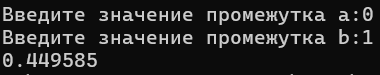 Введите значение промежутка a:0
Введите значение промежутка b:1
0.449585